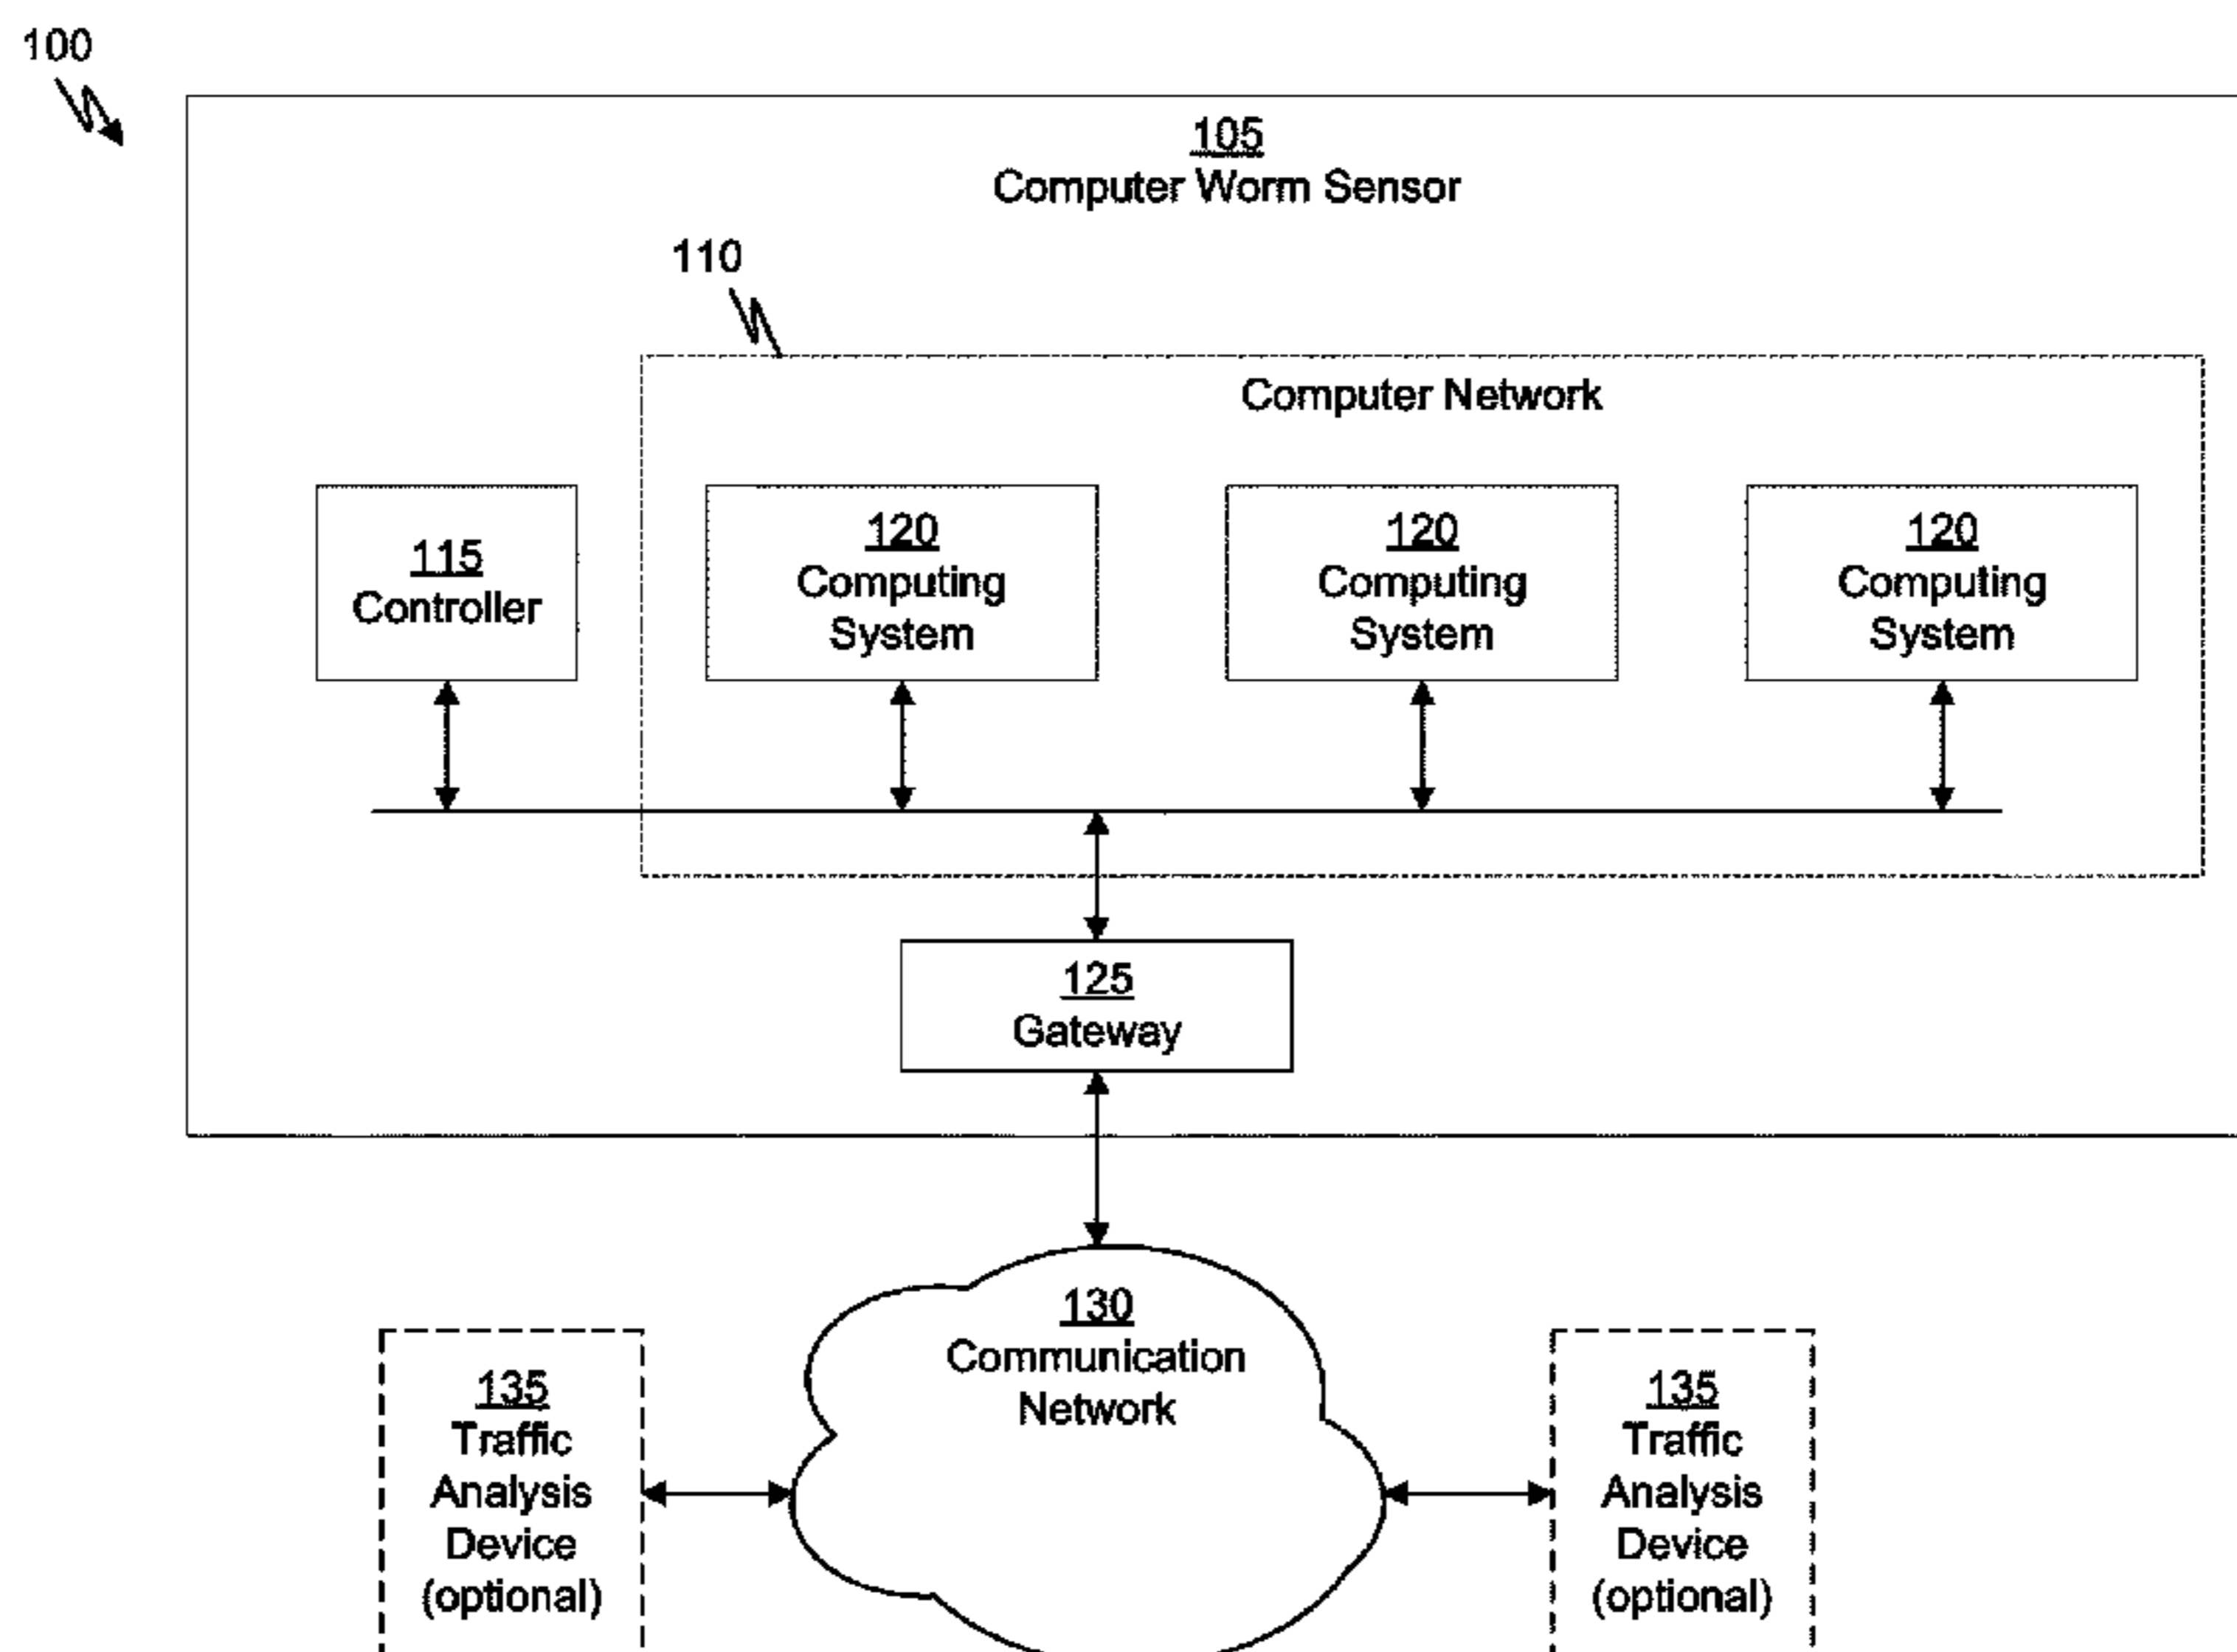 100
105
Computer Worm Sensor
110
Computer Network
115
Controller
120
Computing
System
120
Computing
System
120
Computing
System
125
Gateway
130
Communication
Network
135
Traffic
Analysis
Device
(optional)
135
Traffic
Analysis
Device
(optional)